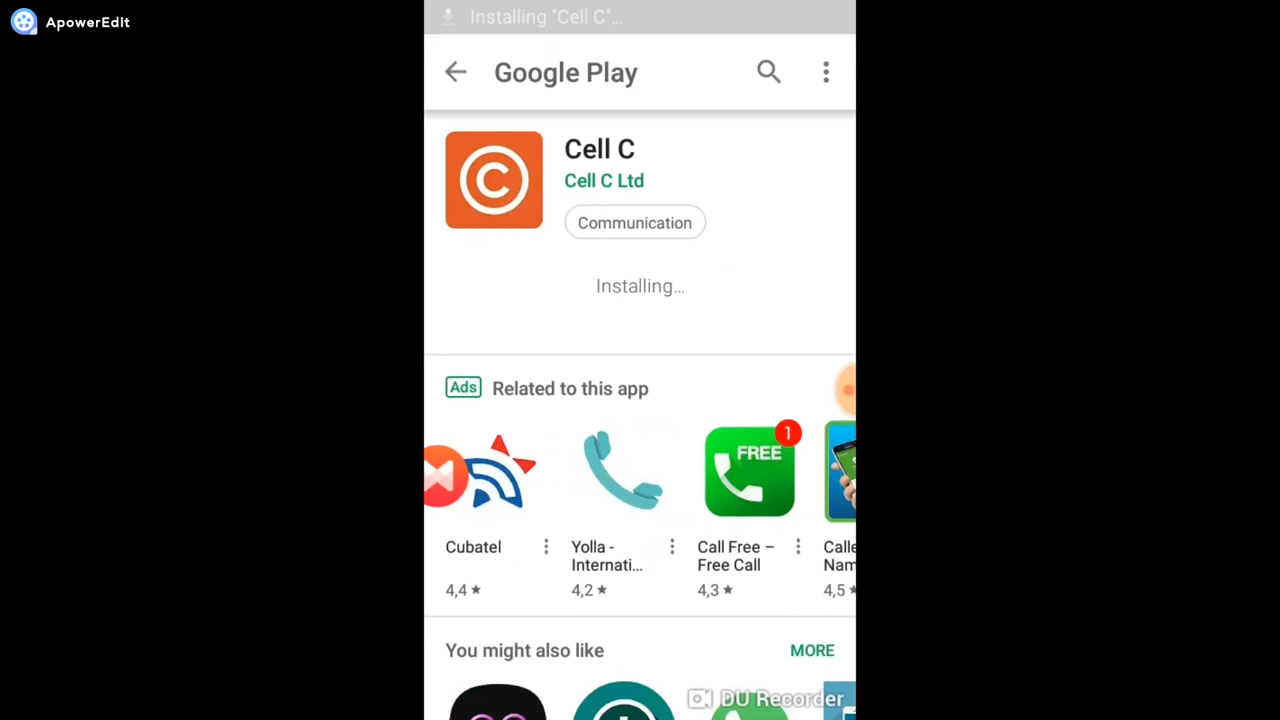 ApowerEdit
Installing "Cell C"...
Google Play
Cell C
Cell C Ltd
Communication
Installing...
Ads Related to this app
FREE
1
Cubatel
Yolla -
Internati...
Call Free –
Free Call
Calle
Nam
4,4 ★
4,2 ★
4,3 ★
4,5 ★
You might also like
MORE
DU Recorder